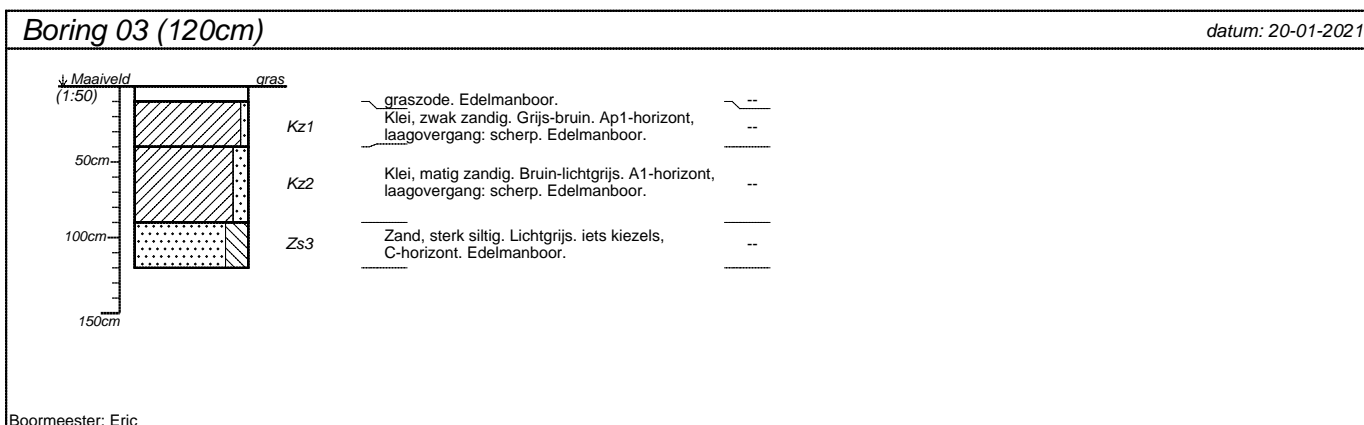 Boring 03 (120cm)
datum: 20-01-2021
Maaiveld
gras
(1:50)
graszode. Edelmanboor.
--
Kz1
Klei, zwak zandig. Grijs-bruin. Ap1-horizont,
laagovergang: scherp. Edelmanboor.
--
50cm
Kz2
Klei, matig zandig. Bruin-lichtgrijs. A1-horizont,
laagovergang: scherp. Edelmanboor.
--
100cm
Zs3
Zand, sterk siltig. Lichtgrijs. iets kiezels,
C-horizont. Edelmanboor.
--
150cm
Boormeester: Eric